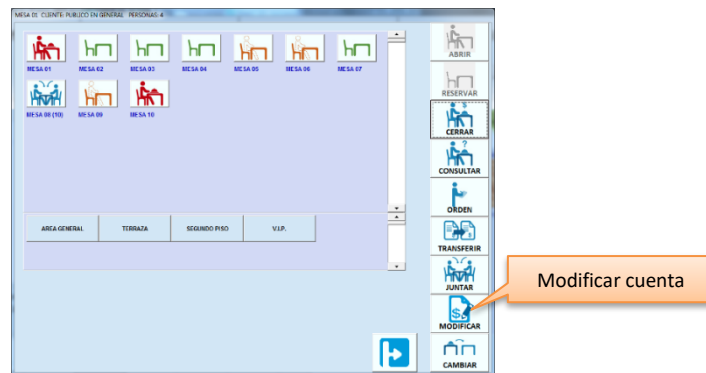 MESA 01 CLIENTE: PUBLICO EN GENERAL PERSONAS: 4
MESA 01 MESA 02 MESA 03 MESA 04 MESA 05 MESA 06 MESA 07
MESA 08 (10) MESA 09 MESA 10
AREA GENERAL TERRAZA SEGUNDO PISO V.I.P.
ABRIR
RESERVAR
CERRAR
CONSULTAR
ORDEN
TRANSFERIR
JUNTAR
MODIFICAR
CAMBIAR
Modificar cuenta